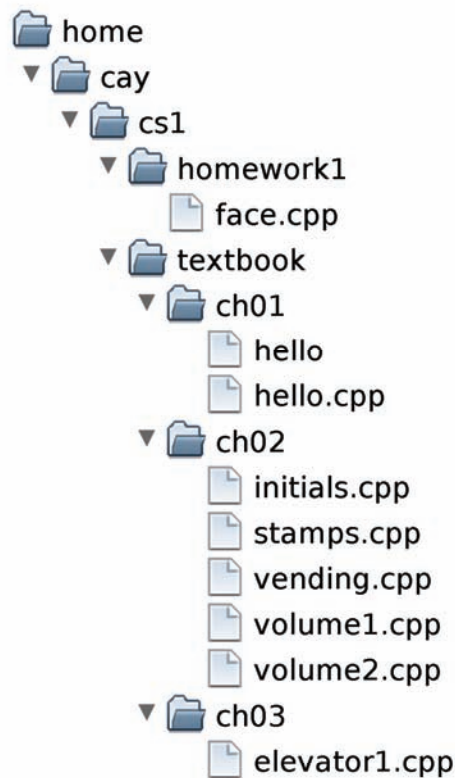 home
cay
cs1
homework1
face.cpp
textbook
ch01
hello
hello.cpp
ch02
initials.cpp
stamps.cpp
vending.cpp
volume1.cpp
volume2.cpp
ch03
elevator1.cpp